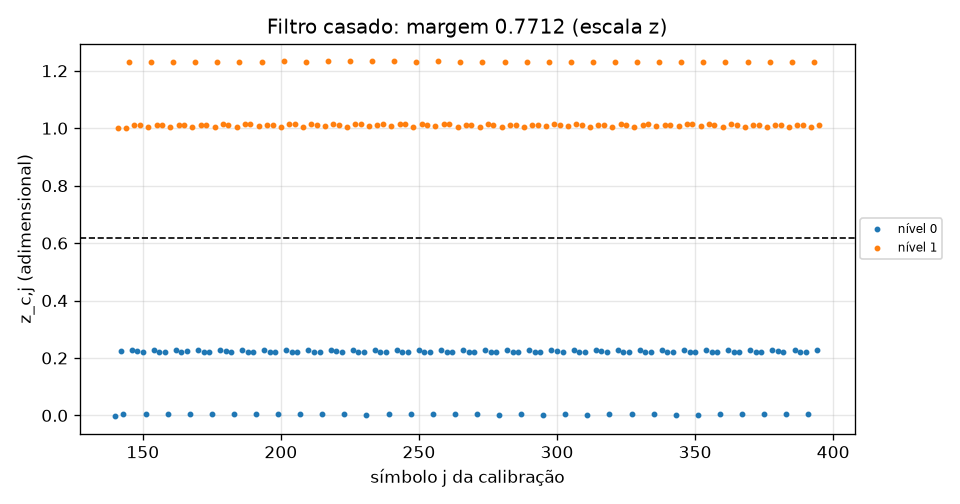 Filtro casado: margem 0.7712 (escala z)
z_c,j (adimensional)
1.2
1.0
0.8
0.6
0.4
0.2
0.0
150
200
250
300
350
400
símbolo j da calibração
nível 0
nível 1